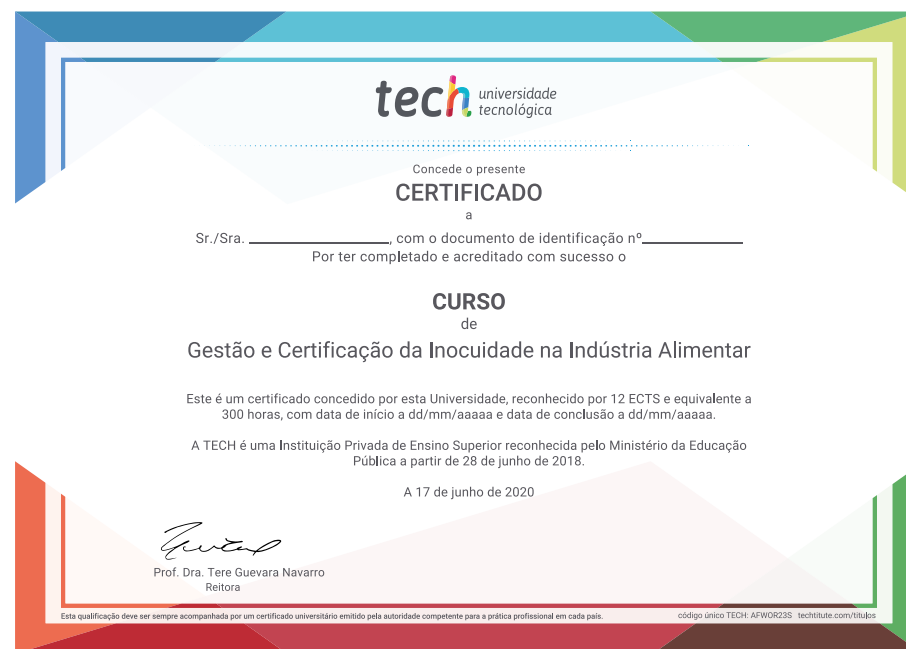 tech universidade
tecnológica
Concede o presente
CERTIFICADO
a
Sr./Sra. ____________________, com o documento de identificação nº______________
Por ter completado e acreditado com sucesso o
CURSO
de
Gestão e Certificação da Inocuidade na Indústria Alimentar
Este é um certificado concedido por esta Universidade, reconhecido por 12 ECTS e equivalente a
300 horas, com data de início a dd/mm/aaaaa e data de conclusão a dd/mm/aaaaa.
A TECH é uma Instituição Privada de Ensino Superior reconhecida pelo Ministério da Educação
Pública a partir de 28 de junho de 2018.
A 17 de junho de 2020
Prof. Dra. Tere Guevara Navarro
Reitora
Esta qualificação deve ser sempre acompanhada por um certificado universitário emitido pela autoridade competente para a prática profissional em cada país.
código único TECH: AFWOR23S techtitute.com/titulos